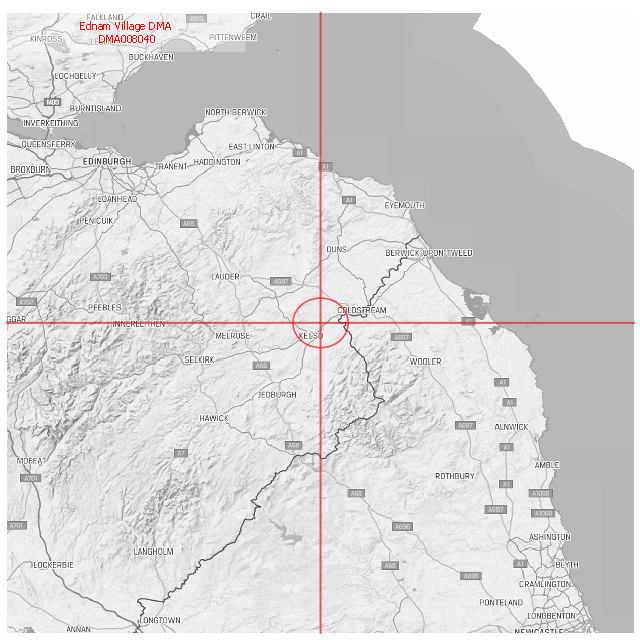 FALKLAND
A915
CRAIL
Ednam Village DMA
KINROSS
DMA008040
PITTENWEEM
BUCKHAVEN
LOCHGELLY
M90
BURNTISLAND
INVERKEITHING
NORTH BERWICK
QUEENSFERRY
EAST LINTON
A1
EDINBURGH
HADDINGTON
BROXBURN
TRANENT
A1
LOANHEAD
A1
EYEMOUTH
PENICUIK
A68
DUNS
BERWICK-UPON-TWEED
A703
LAUDER
A697
A702
PEEBLES
COLDSTREAM
GGAR
INNERLEITHEN
A1
MELROSE
KELSO
A697
SELKIRK
A68
WOOLER
A1
JEDBURGH
A1
HAWICK
A697
ALNWICK
A68
A1
A7
MOFFAT
AMBLE
A701
ROTHBURY
A1
A68
A1068
A697
A1068
A701
A696
ASHINGTON
LANGHOLM
LOCKERBIE
A68
A1
BLYTH
A696
CRAMLINGTON
PONTELAND
LONGTOWN
LONGBENTON
ANNAN
NEWCASTLE